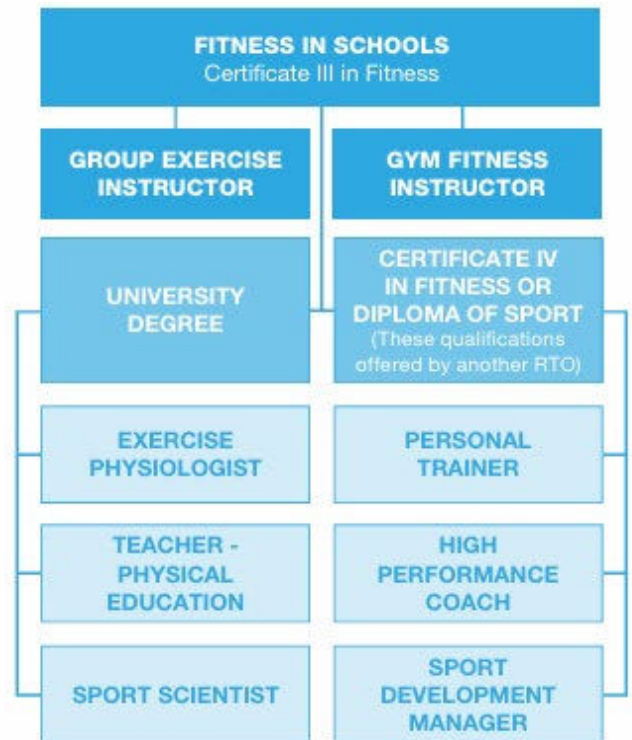 FITNESS IN SCHOOLS
Certificate III in Fitness
GROUP EXERCISE
INSTRUCTOR
GYM FITNESS
INSTRUCTOR
UNIVERSITY
DEGREE
CERTIFICATE IV
IN FITNESS OR
DIPLOMA OF SPORT
(These qualifications
offered by another RTO)
EXERCISE
PHYSIOLOGIST
PERSONAL
TRAINER
TEACHER -
PHYSICAL
EDUCATION
HIGH
PERFORMANCE
COACH
SPORT SCIENTIST
SPORT
DEVELOPMENT
MANAGER